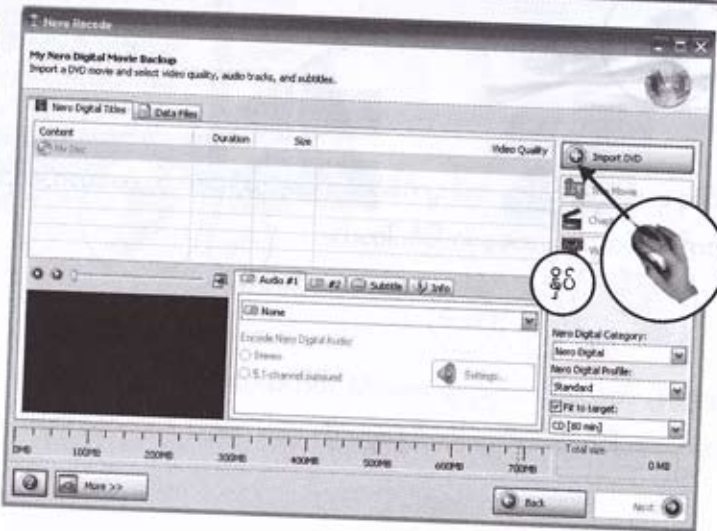 Nero Recode
My Nero Digital Movie Backup
Import a DVD movie and select video quality, audio tracks, and subtitles.
Nero Digital Titles Data Files
Content Duration Size Video Quality
My Disc
Import DVD
Movie
Audio #1 #2 Subtitle Info
None
Encode Nero Digital Audio:
Stereo
5.1-channel surround
Settings...
Nero Digital Category:
Nero Digital
Nero Digital Profile:
Standard
Fit to target:
CD [80 min]
Total size
0 MB
0MB 100MB 200MB 300MB 400MB 500MB 600MB 700MB
More >>
Back
Next